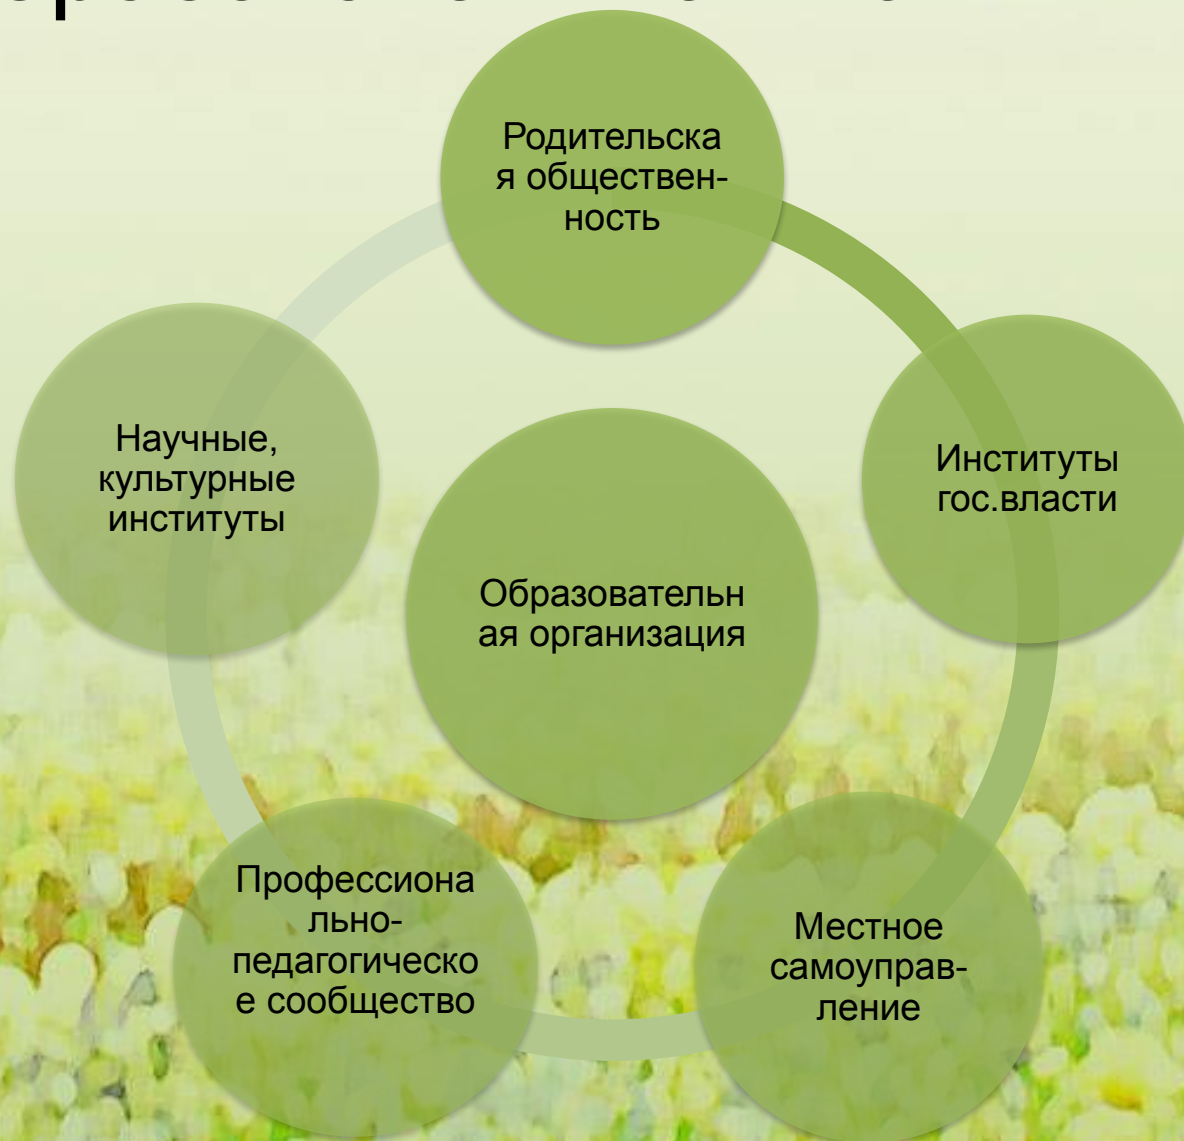 Родительска
я обществен-
ность
Институты
гос.власти
Местное
самоуправ-
ление
Профессиона
льно-
педагогическо
е сообщество
Научные,
культурные
институты
Образовательн
ая организация